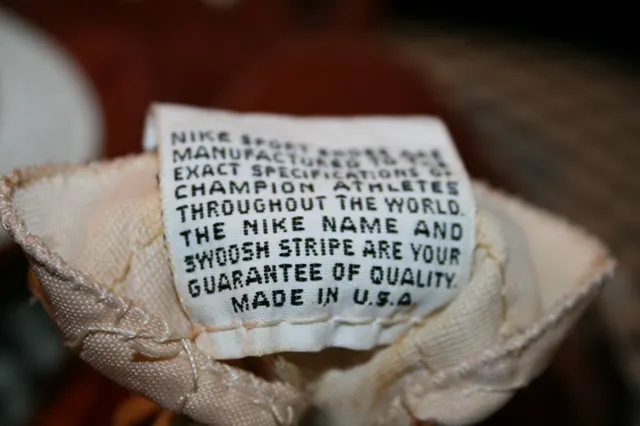 NIKE SPORT SHOES ARE
MANUFACTURED TO THE
EXACT SPECIFICATIONS OF
CHAMPION ATHLETES
THROUGHOUT THE WORLD.
THE NIKE NAME AND
SWOOSH STRIPE ARE YOUR
GUARANTEE OF QUALITY.
MADE IN U.S.A.